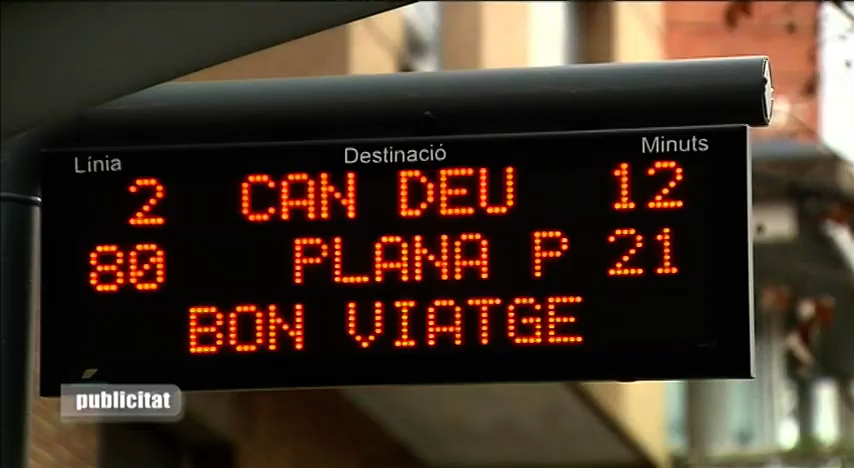 Línia Destinació Minuts
2 CAN DEU 12
80 PLANA P 21
BON VIATGE
publicitat